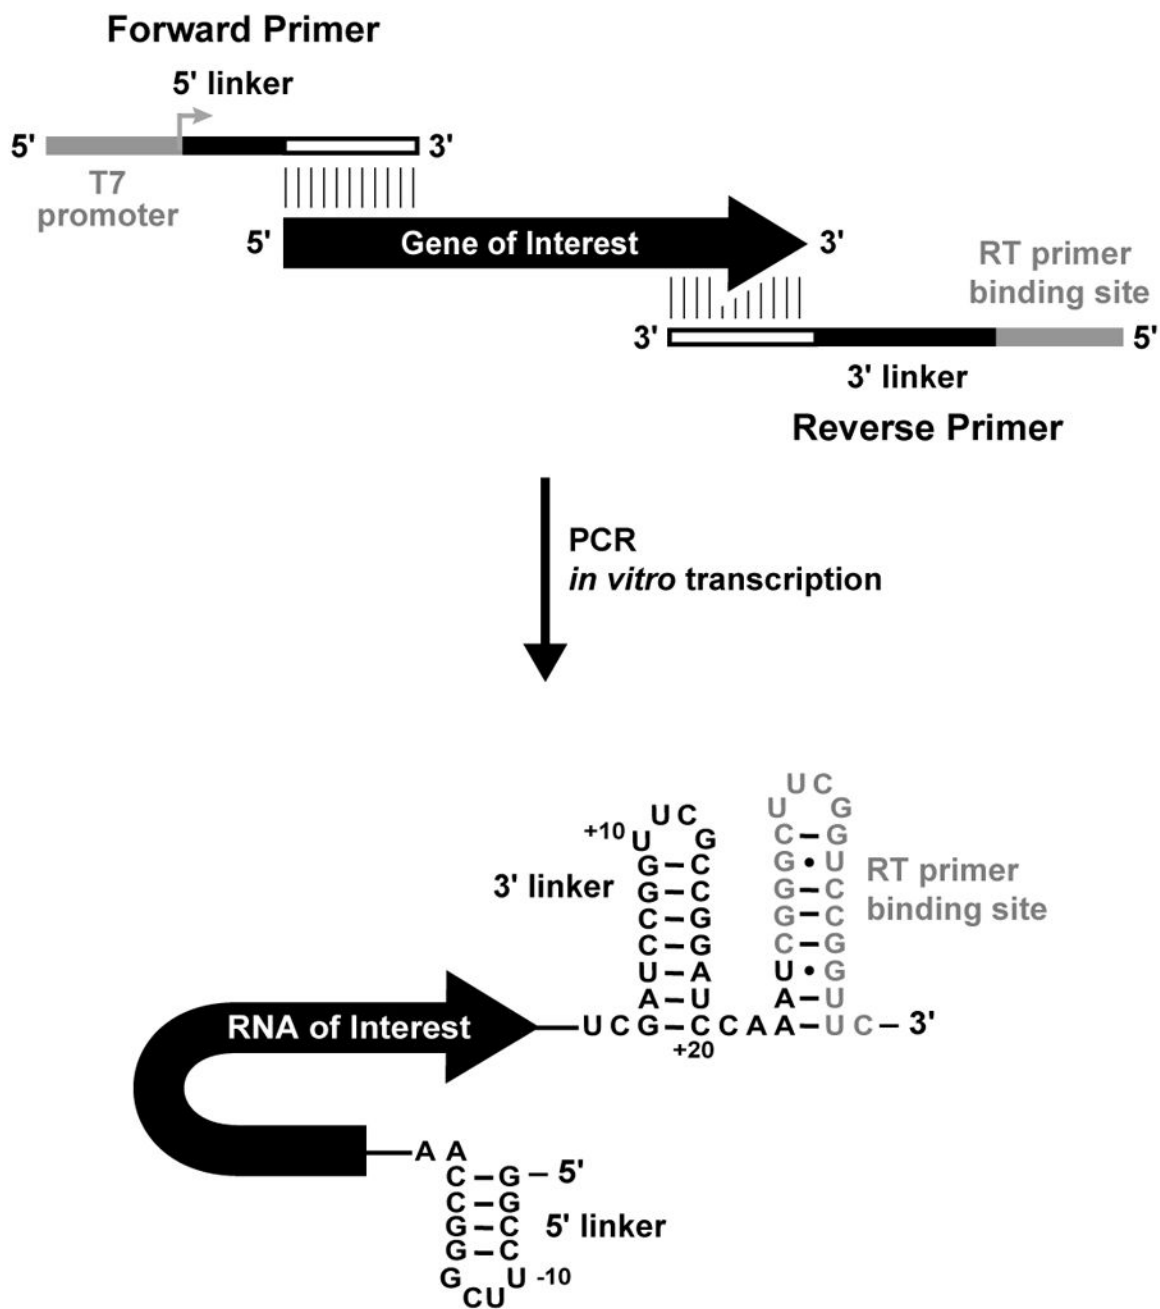 Forward Primer
5' linker
5'
3'
T7
promoter
5'
Gene of Interest
3'
RT primer
binding site
3'
5'
3' linker
Reverse Primer
PCR
in vitro transcription
U C
U G
C – G
G • U
G – C
G – C
C – G
U • G
A – U
RT primer
binding site
U C
+10 U G
G – C
G – C
C – G
C – G
U – A
A – U
3' linker
RNA of Interest
U C G – C C A A A – U C – 3'
+20
A A
C – G – 5'
C – G
G – C
G – C
G U -10
C U
5' linker